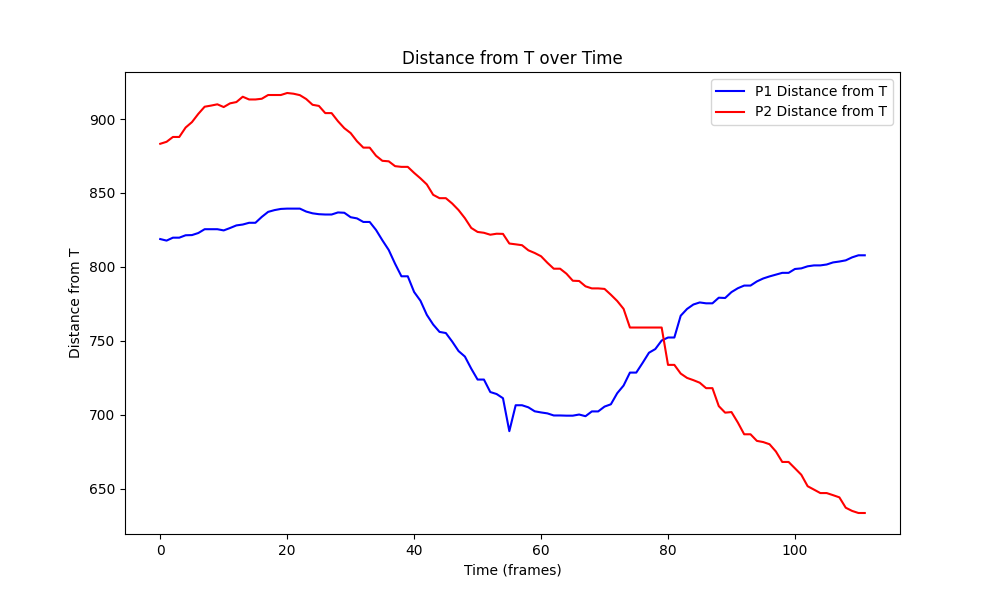 Distance from T over Time
P1 Distance from T
P2 Distance from T
Distance from T
900
850
800
750
700
650
0 20 40 60 80 100
Time (frames)